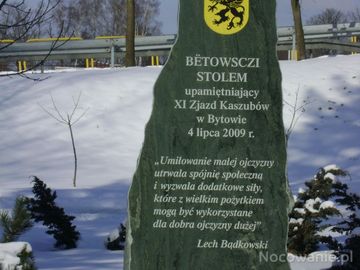 BËTOWSCZI
STOLEM
upamiętniający
XI Zjazd Kaszubów
w Bytowie
4 lipca 2009 r.
„Umiłowanie małej ojczyzny
utrwala spójnię społeczną
i wyzwala dodatkowe siły,
które z wielkim pożytkiem
mogą być wykorzystane
dla dobra ojczyzny dużej"
Lech Bądkowski
Nocowanie.pl